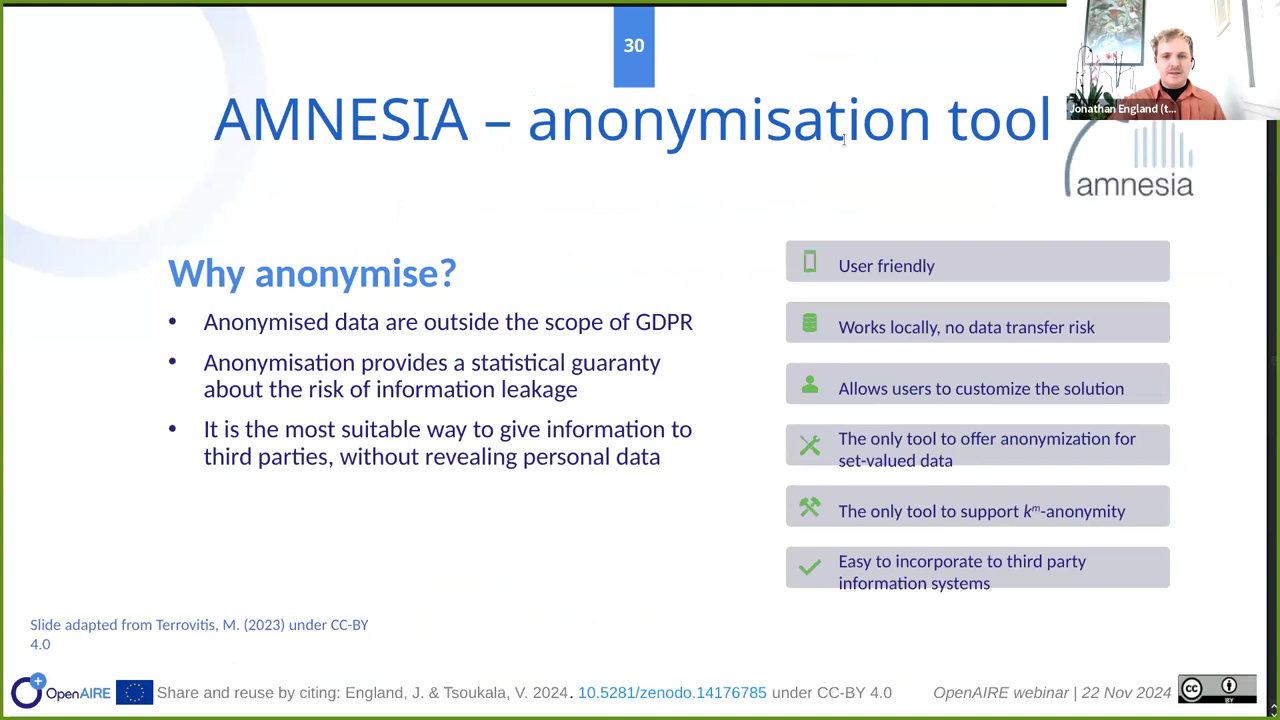 30
Jonathan England (t...
AMNESIA – anonymisation tool
amnesia
Why anonymise?
• Anonymised data are outside the scope of GDPR
• Anonymisation provides a statistical guaranty
about the risk of information leakage
• It is the most suitable way to give information to
third parties, without revealing personal data
User friendly
Works locally, no data transfer risk
Allows users to customize the solution
The only tool to offer anonymization for
set-valued data
The only tool to support kᵐ-anonymity
Easy to incorporate to third party
information systems
Slide adapted from Terrovitis, M. (2023) under CC-BY
4.0
OpenAIRE Share and reuse by citing: England, J. & Tsoukala, V. 2024. 10.5281/zenodo.14176785 under CC-BY 4.0 OpenAIRE webinar | 22 Nov 2024 cc BY